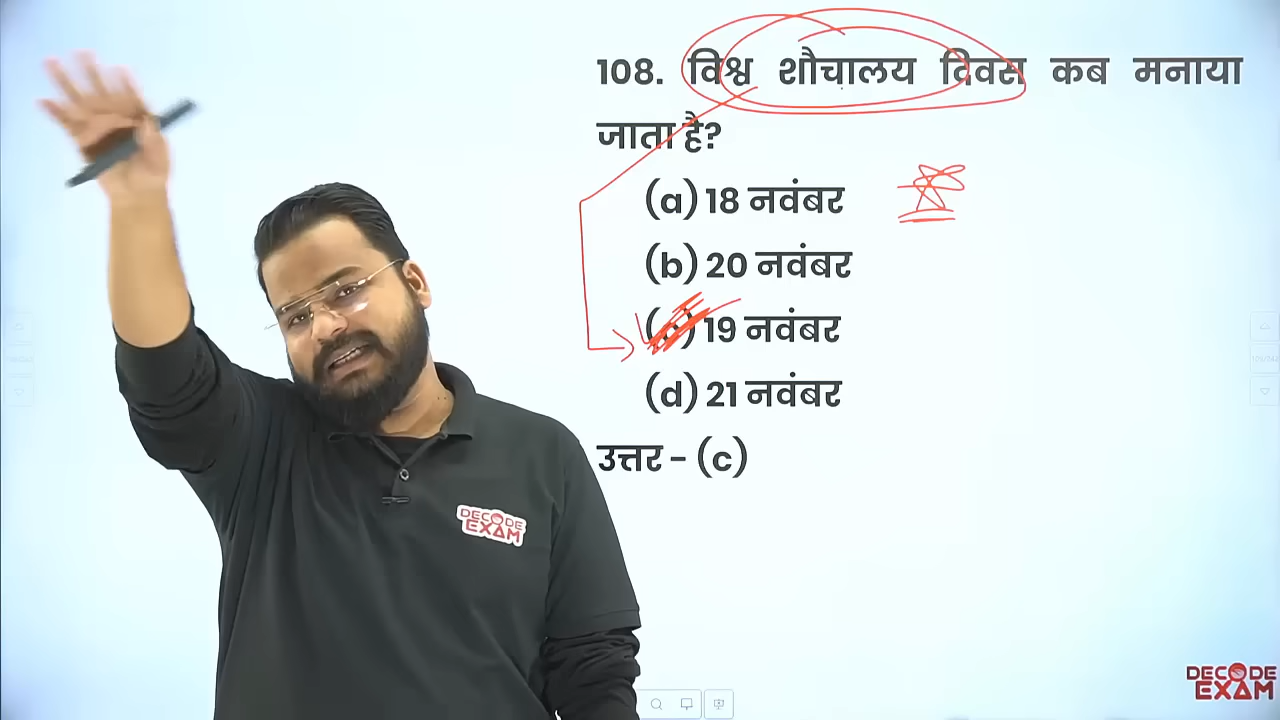 108. विश्व शौचालय दिवस कब मनाया
जाता है?
(a) 18 नवंबर
(b) 20 नवंबर
19 नवंबर
(d) 21 नवंबर
उत्तर - (c)
DECODE
EXAM
DECODE
EXAM